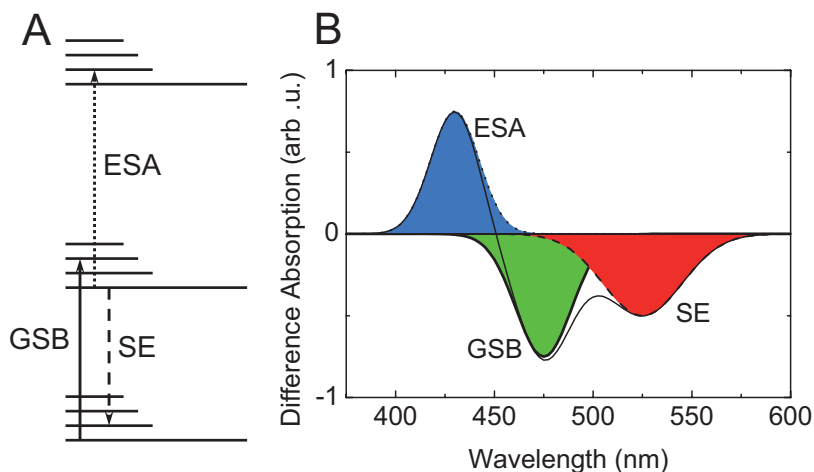 A
ESA
GSB
SE
B
Difference Absorption (arb .u.)
1
0
-1
ESA
GSB
SE
400
450
500
550
600
Wavelength (nm)